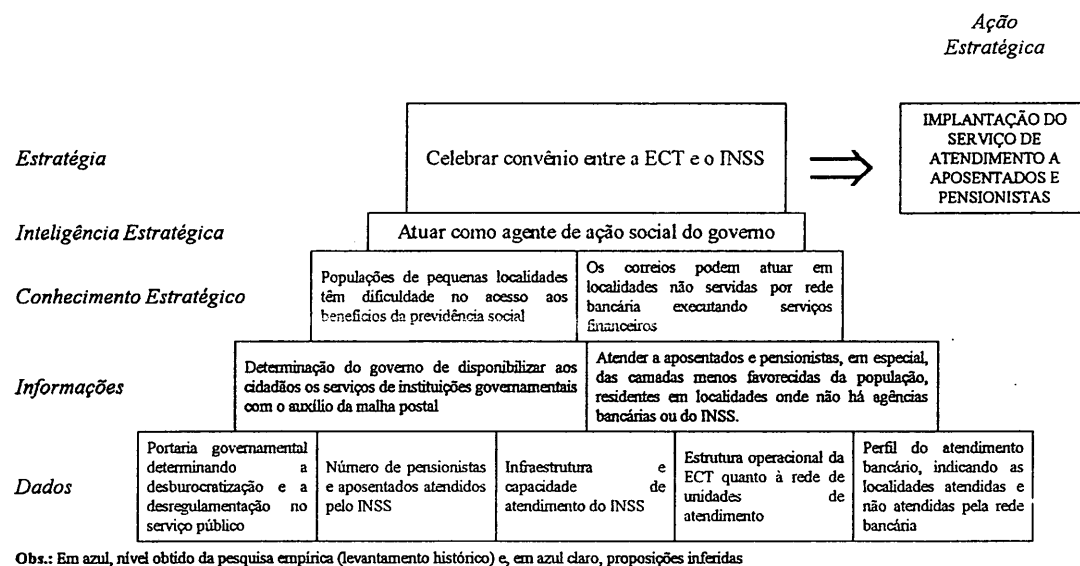 Ação
Estratégica
IMPLANTAÇÃO DO
SERVIÇO DE
ATENDIMENTO A
APOSENTADOS E
PENSIONISTAS
Estratégia
Celebrar convênio entre a ECT e o INSS
Inteligência Estratégica
Atuar como agente de ação social do governo
Conhecimento Estratégico
Populações de pequenas localidades
têm dificuldade no acesso aos
benefícios da previdência social
Os correios podem atuar em
localidades não servidas por rede
bancária executando serviços
financeiros
Informações
Determinação do governo de disponibilizar aos
cidadãos os serviços de instituições governamentais
com o auxílio da malha postal
Atender a aposentados e pensionistas, em especial,
das camadas menos favorecidas da população,
residentes em localidades onde não há agências
bancárias ou do INSS.
Dados
Portaria governamental
determinando a
desburocratização e a
desregulamentação no
serviço público
Número de pensionistas
e aposentados atendidos
pelo INSS
Infraestrutura e
capacidade de
atendimento do INSS
Estrutura operacional da
ECT quanto à rede de
unidades de
atendimento
Perfil do atendimento
bancário, indicando as
localidades atendidas e
não atendidas pela rede
bancária
Obs.: Em azul, nível obtido da pesquisa empírica (levantamento histórico) e, em azul claro, proposições inferidas